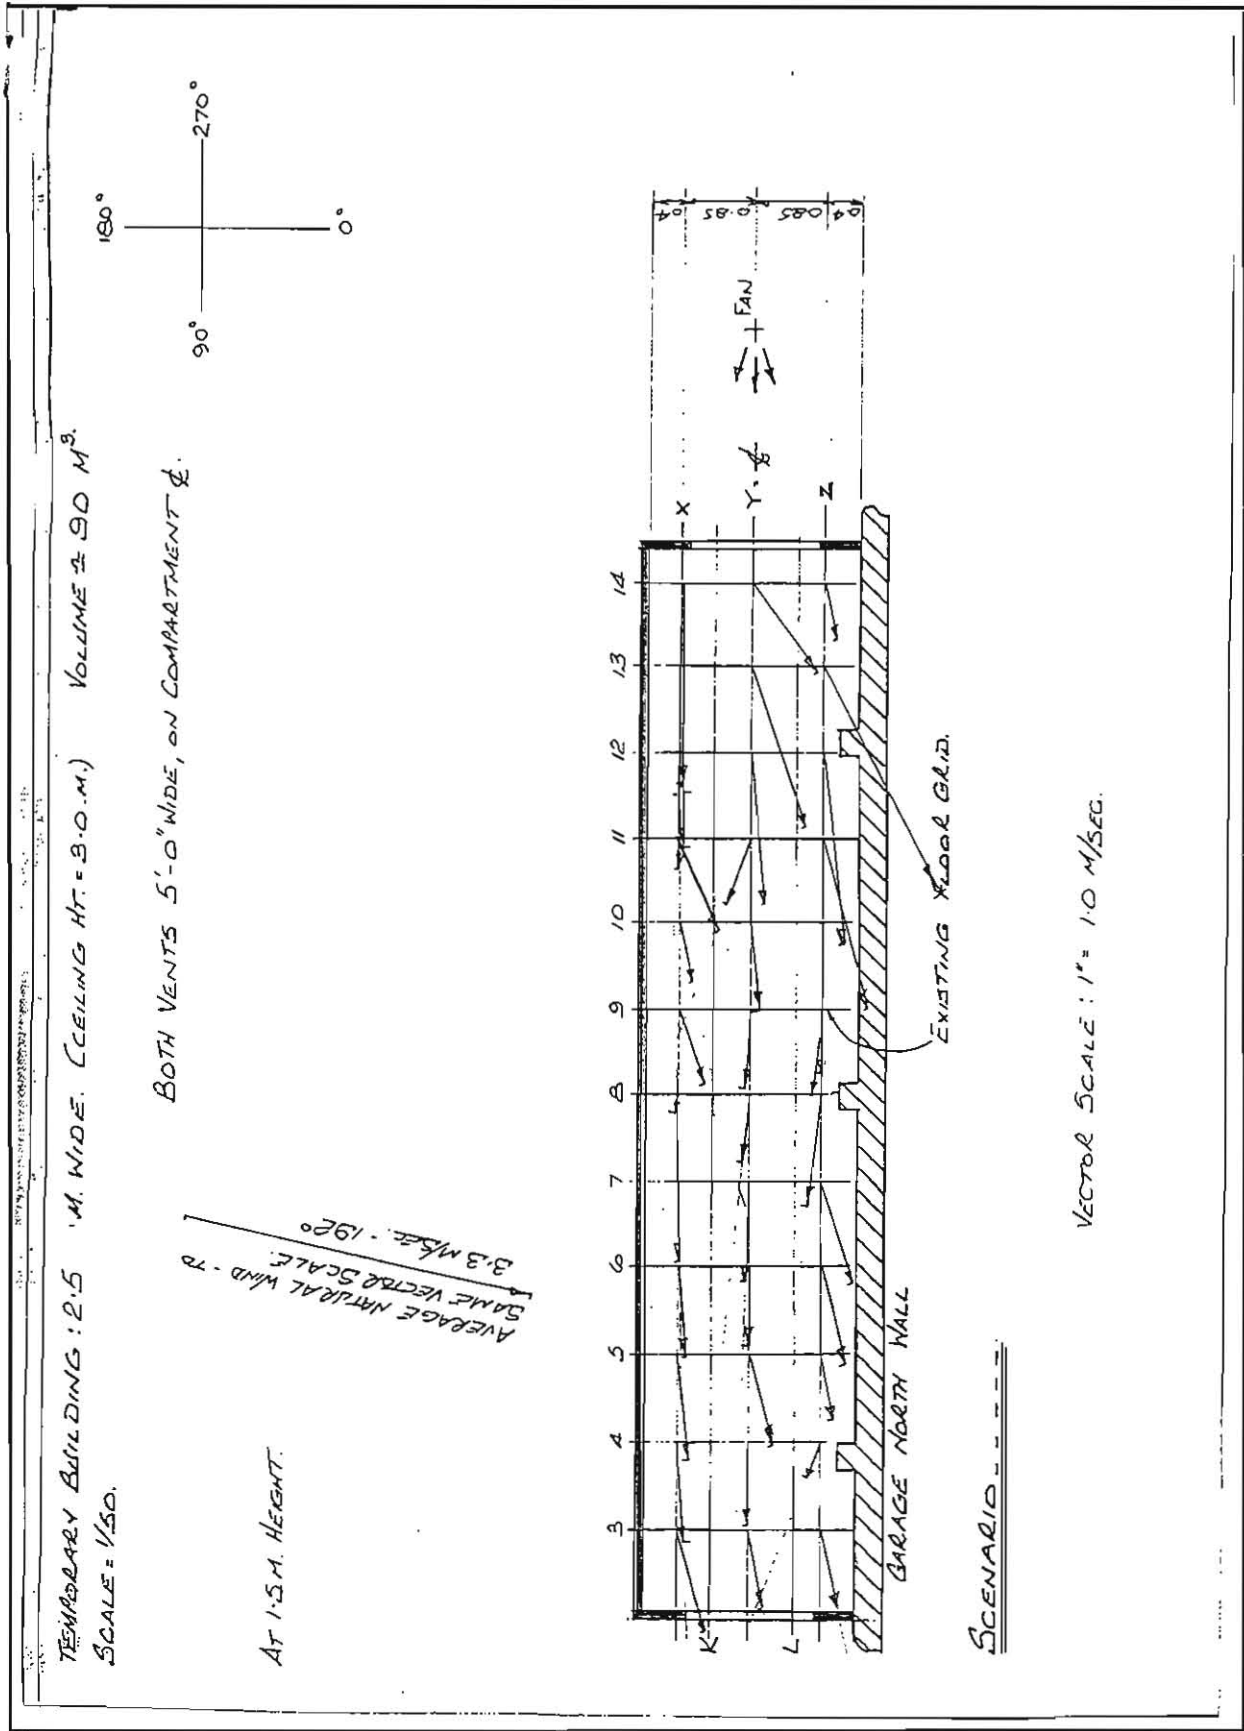 TEMPORARY BUILDING : 2.5 M. WIDE. (CEILING HT. = 3.0.M.) VOLUME ≏ 90 M³.
SCALE = 1/50.
BOTH VENTS 5'-0" WIDE, ON COMPARTMENT ℄.
180°
90° 270°
0°
AT 1.5M. HEIGHT.
AVERAGE NATURAL WIND - TO
SAME VECTOR SCALE.
3.3 M/SEC. - 192°
3 4 5 6 7 8 9 10 11 12 13 14
X
K
Y = ℄
L
Z
FAN
0.4
0.85
0.85
0.4
GARAGE NORTH WALL
EXISTING FLOOR GRID.
SCENARIO
VECTOR SCALE : 1" = 1.0 M/SEC.